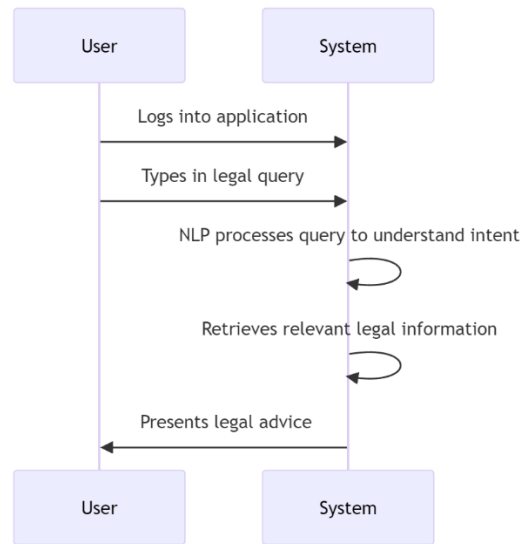 User
System
Logs into application
Types in legal query
NLP processes query to understand intent
Retrieves relevant legal information
Presents legal advice
User
System